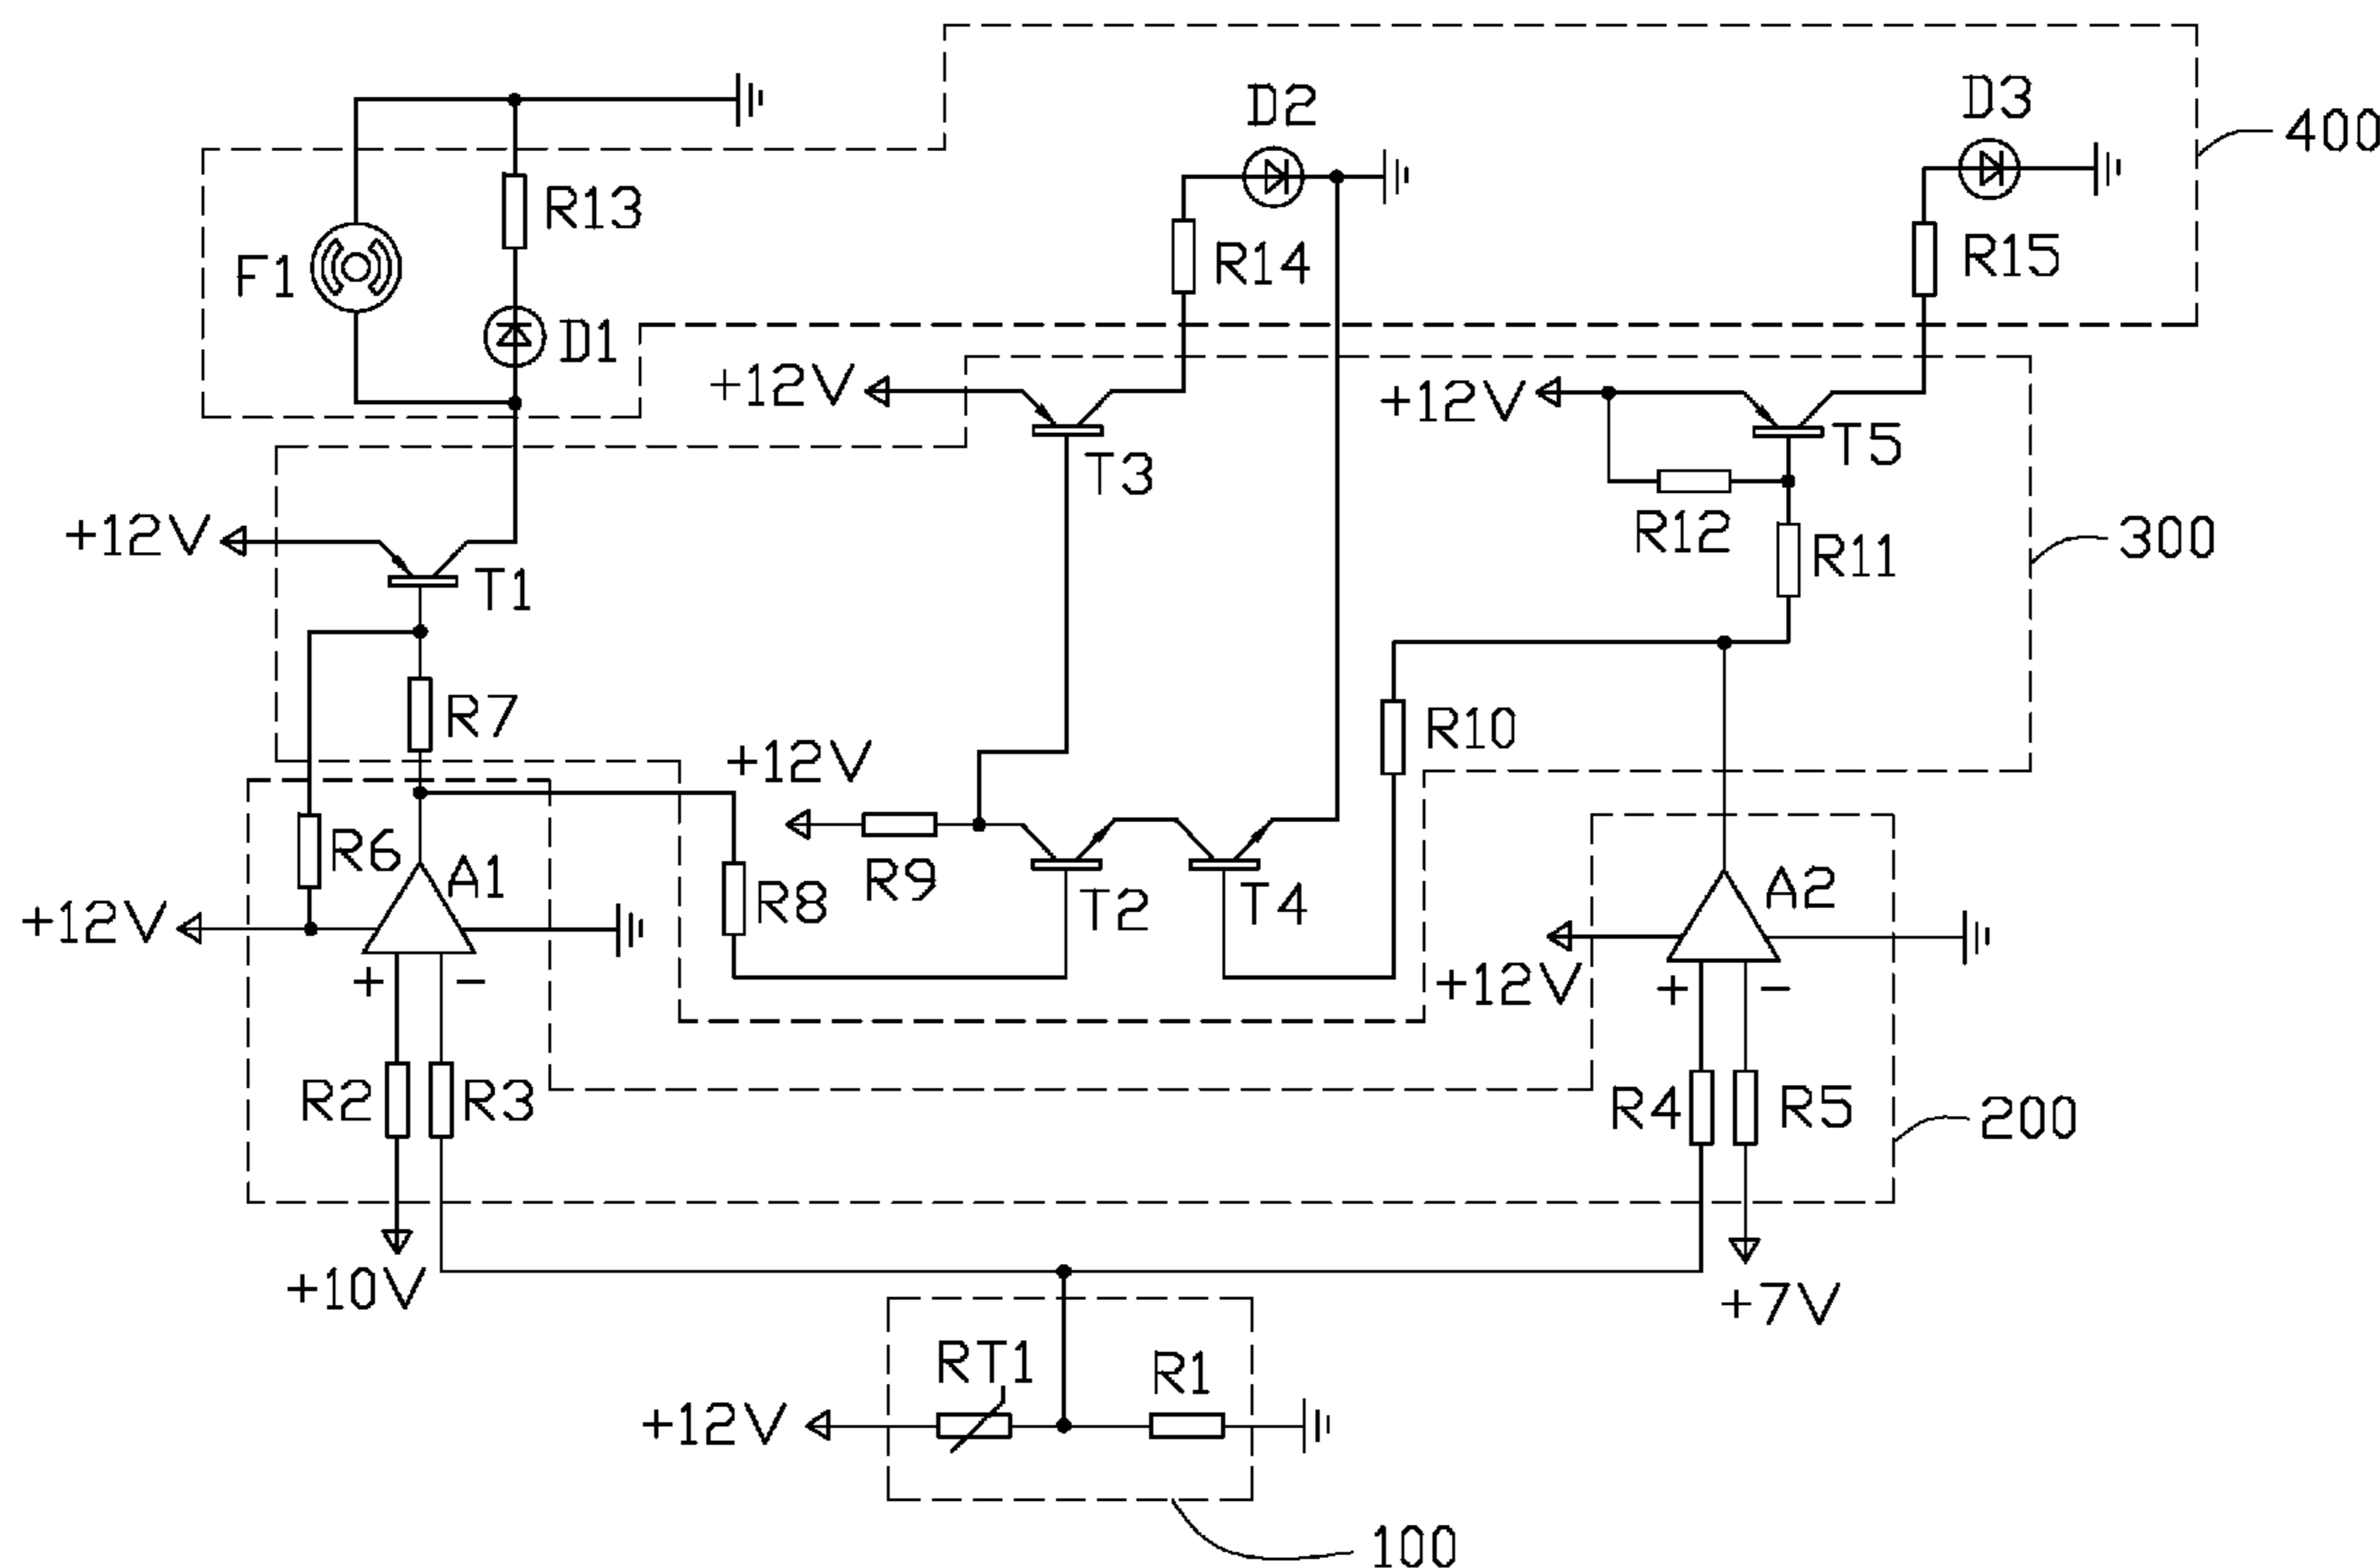 D2
D3
400
R13
R14
R15
F1
D1
+12V
+12V
T3
T5
R12
R11
+12V
300
T1
R7
R10
+12V
R6
A1
R8
R9
T2
T4
A2
+12V
+
-
+12V
+
-
R2
R3
R4
R5
200
+10V
+7V
RT1
R1
+12V
100